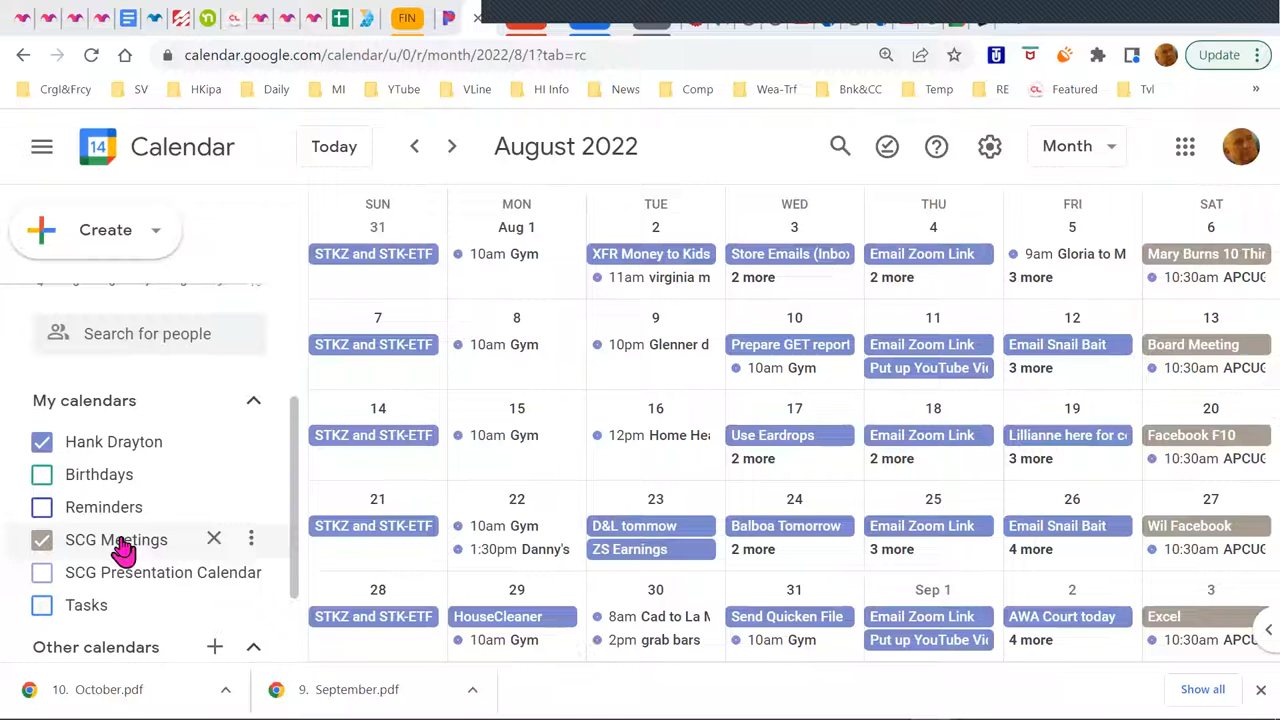 FIN
calendar.google.com/calendar/u/0/r/month/2022/8/1?tab=rc
Update
Crgl&Frcy SV HKipa Daily MI YTube VLine HI Info News Comp Wea-Trf Bnk&CC Temp RE Featured Tvl »
14 Calendar Today August 2022 Month
Create
Search for people
My calendars
Hank Drayton
Birthdays
Reminders
SCG Meetings
SCG Presentation Calendar
Tasks
Other calendars
SUN MON TUE WED THU FRI SAT
31 Aug 1 2 3 4 5 6
STKZ and STK-ETF 10am Gym XFR Money to Kids Store Emails (Inbo Email Zoom Link 9am Gloria to M Mary Burns 10 Thir
11am virginia m 2 more 2 more 3 more 10:30am APCUG
7 8 9 10 11 12 13
STKZ and STK-ETF 10am Gym 10pm Glenner d Prepare GET report Email Zoom Link Email Snail Bait Board Meeting
10am Gym Put up YouTube Vi 3 more 10:30am APCUG
14 15 16 17 18 19 20
STKZ and STK-ETF 10am Gym 12pm Home Hea Use Eardrops Email Zoom Link Lillianne here for c Facebook F10
2 more 2 more 3 more 10:30am APCUG
21 22 23 24 25 26 27
STKZ and STK-ETF 10am Gym D&L tommow Balboa Tomorrow Email Zoom Link Email Snail Bait Wil Facebook
1:30pm Danny's ZS Earnings 2 more 3 more 4 more 10:30am APCUG
28 29 30 31 Sep 1 2 3
STKZ and STK-ETF HouseCleaner 8am Cad to La M Send Quicken File Email Zoom Link AWA Court today Excel
10am Gym 2pm grab bars 10am Gym Put up YouTube Vi 4 more 10:30am APCUG
10. October.pdf 9. September.pdf Show all